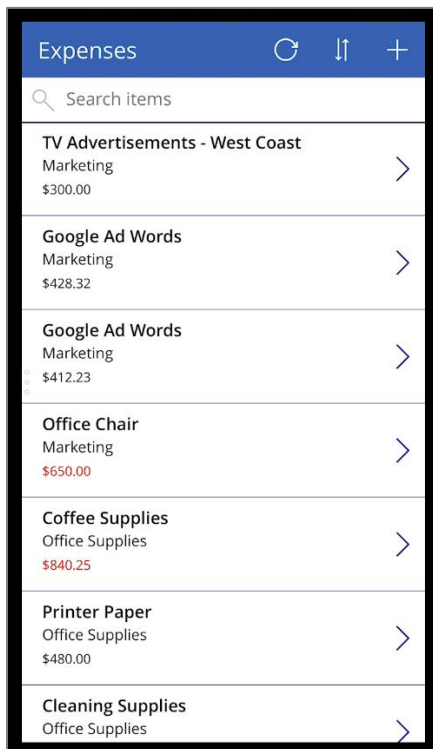 Expenses
Search items
TV Advertisements - West Coast
Marketing
$300.00
Google Ad Words
Marketing
$428.32
Google Ad Words
Marketing
$412.23
Office Chair
Marketing
$650.00
Coffee Supplies
Office Supplies
$840.25
Printer Paper
Office Supplies
$480.00
Cleaning Supplies
Office Supplies